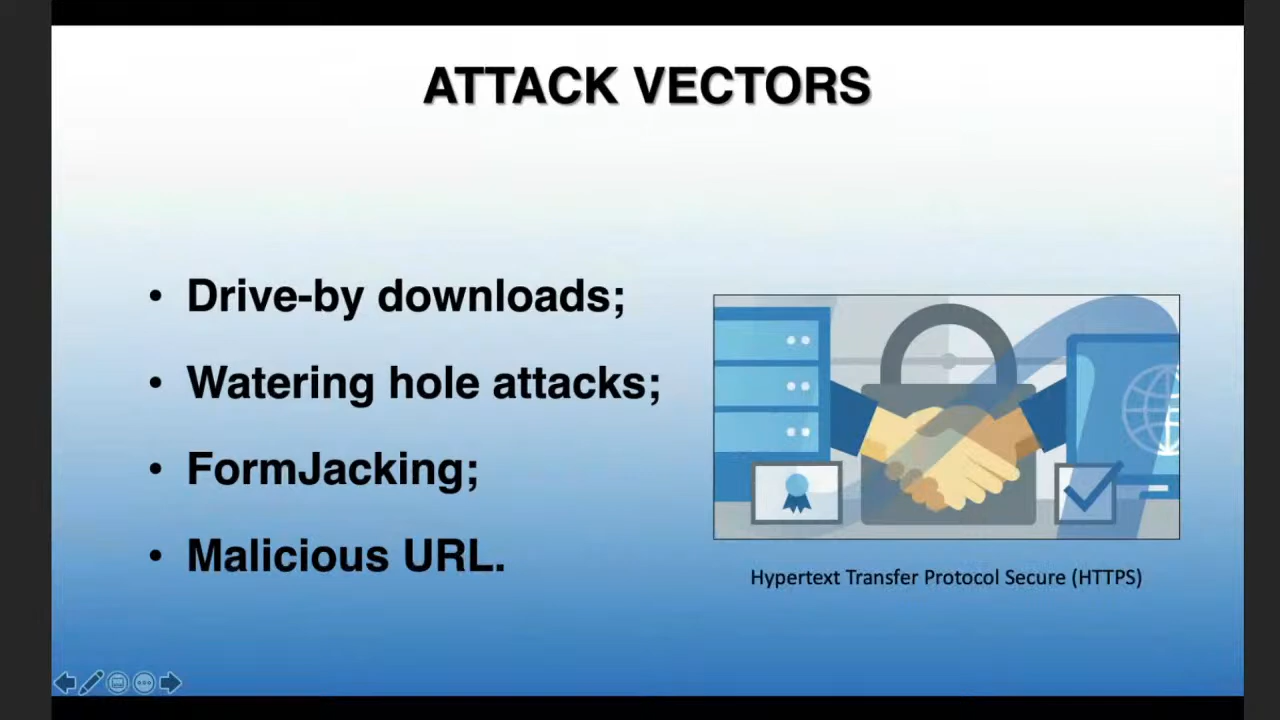 ATTACK VECTORS
• Drive-by downloads;
• Watering hole attacks;
• FormJacking;
• Malicious URL.
Hypertext Transfer Protocol Secure (HTTPS)